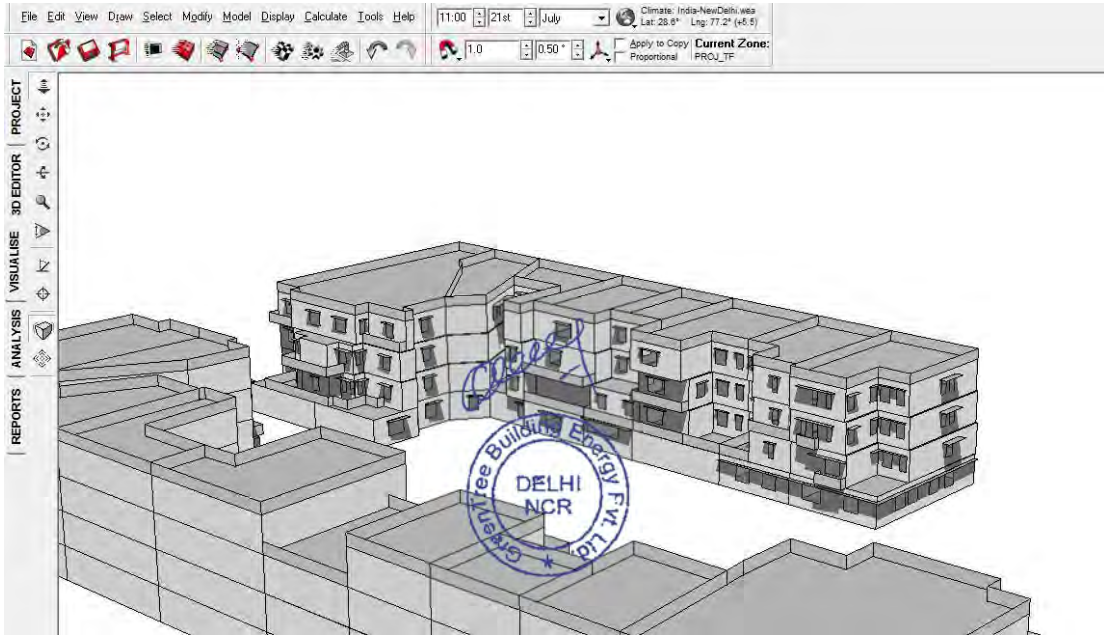 File Edit View Draw Select Modify Model Display Calculate Tools Help
11:00 21st July
Climate: India-NewDelhi.wea
Lat: 28.6° Lng: 77.2° (+5.5)
1.0 0.50 °
Apply to Copy
Proportional
Current Zone:
PROJ_TF
PROJECT
3D EDITOR
VISUALISE
ANALYSIS
REPORTS
GreenTree Building Energy Pvt. Ltd.
DELHI
NCR